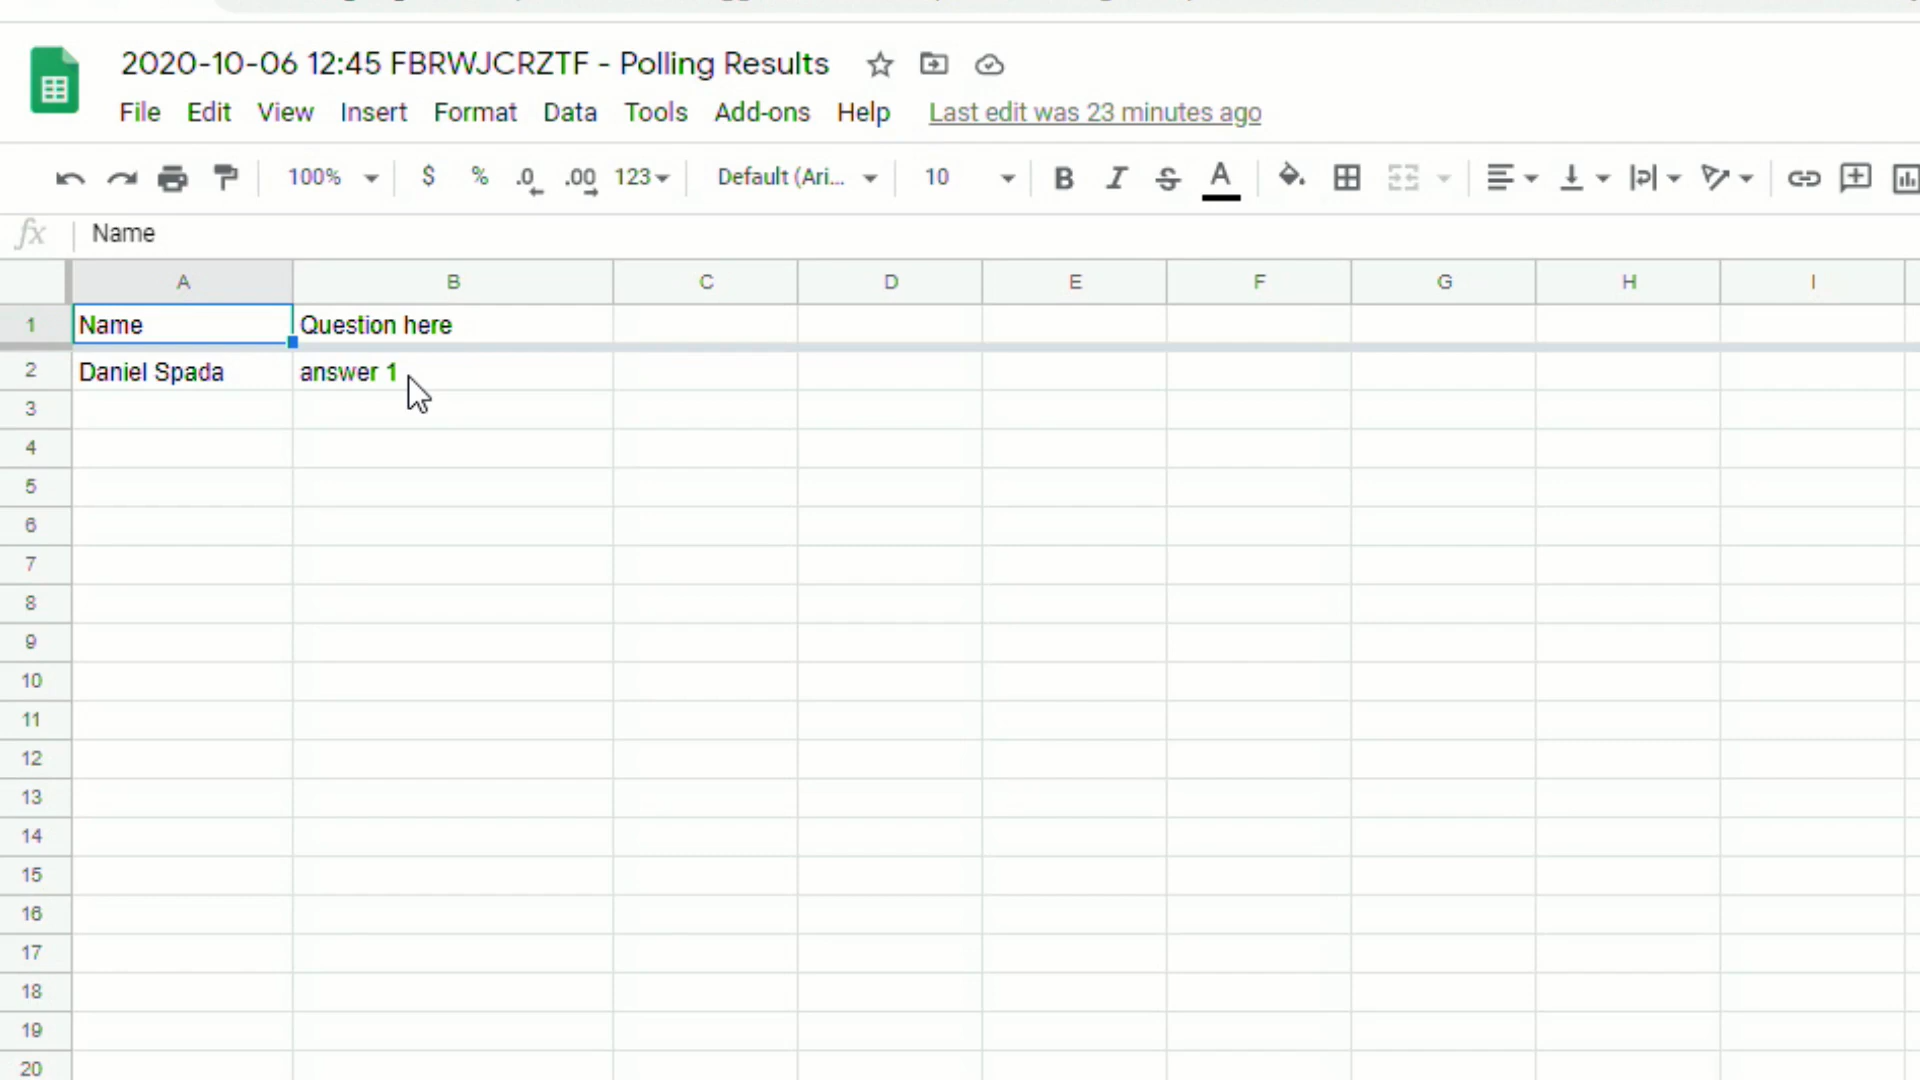 2020-10-06 12:45 FBRWJCRZTF - Polling Results
File Edit View Insert Format Data Tools Add-ons Help Last edit was 23 minutes ago
100% $ % .0 .00 123 Default (Ari... 10 B I S A
fx Name
A B C D E F G H I
1 Name Question here
2 Daniel Spada answer 1
3
4
5
6
7
8
9
10
11
12
13
14
15
16
17
18
19
20